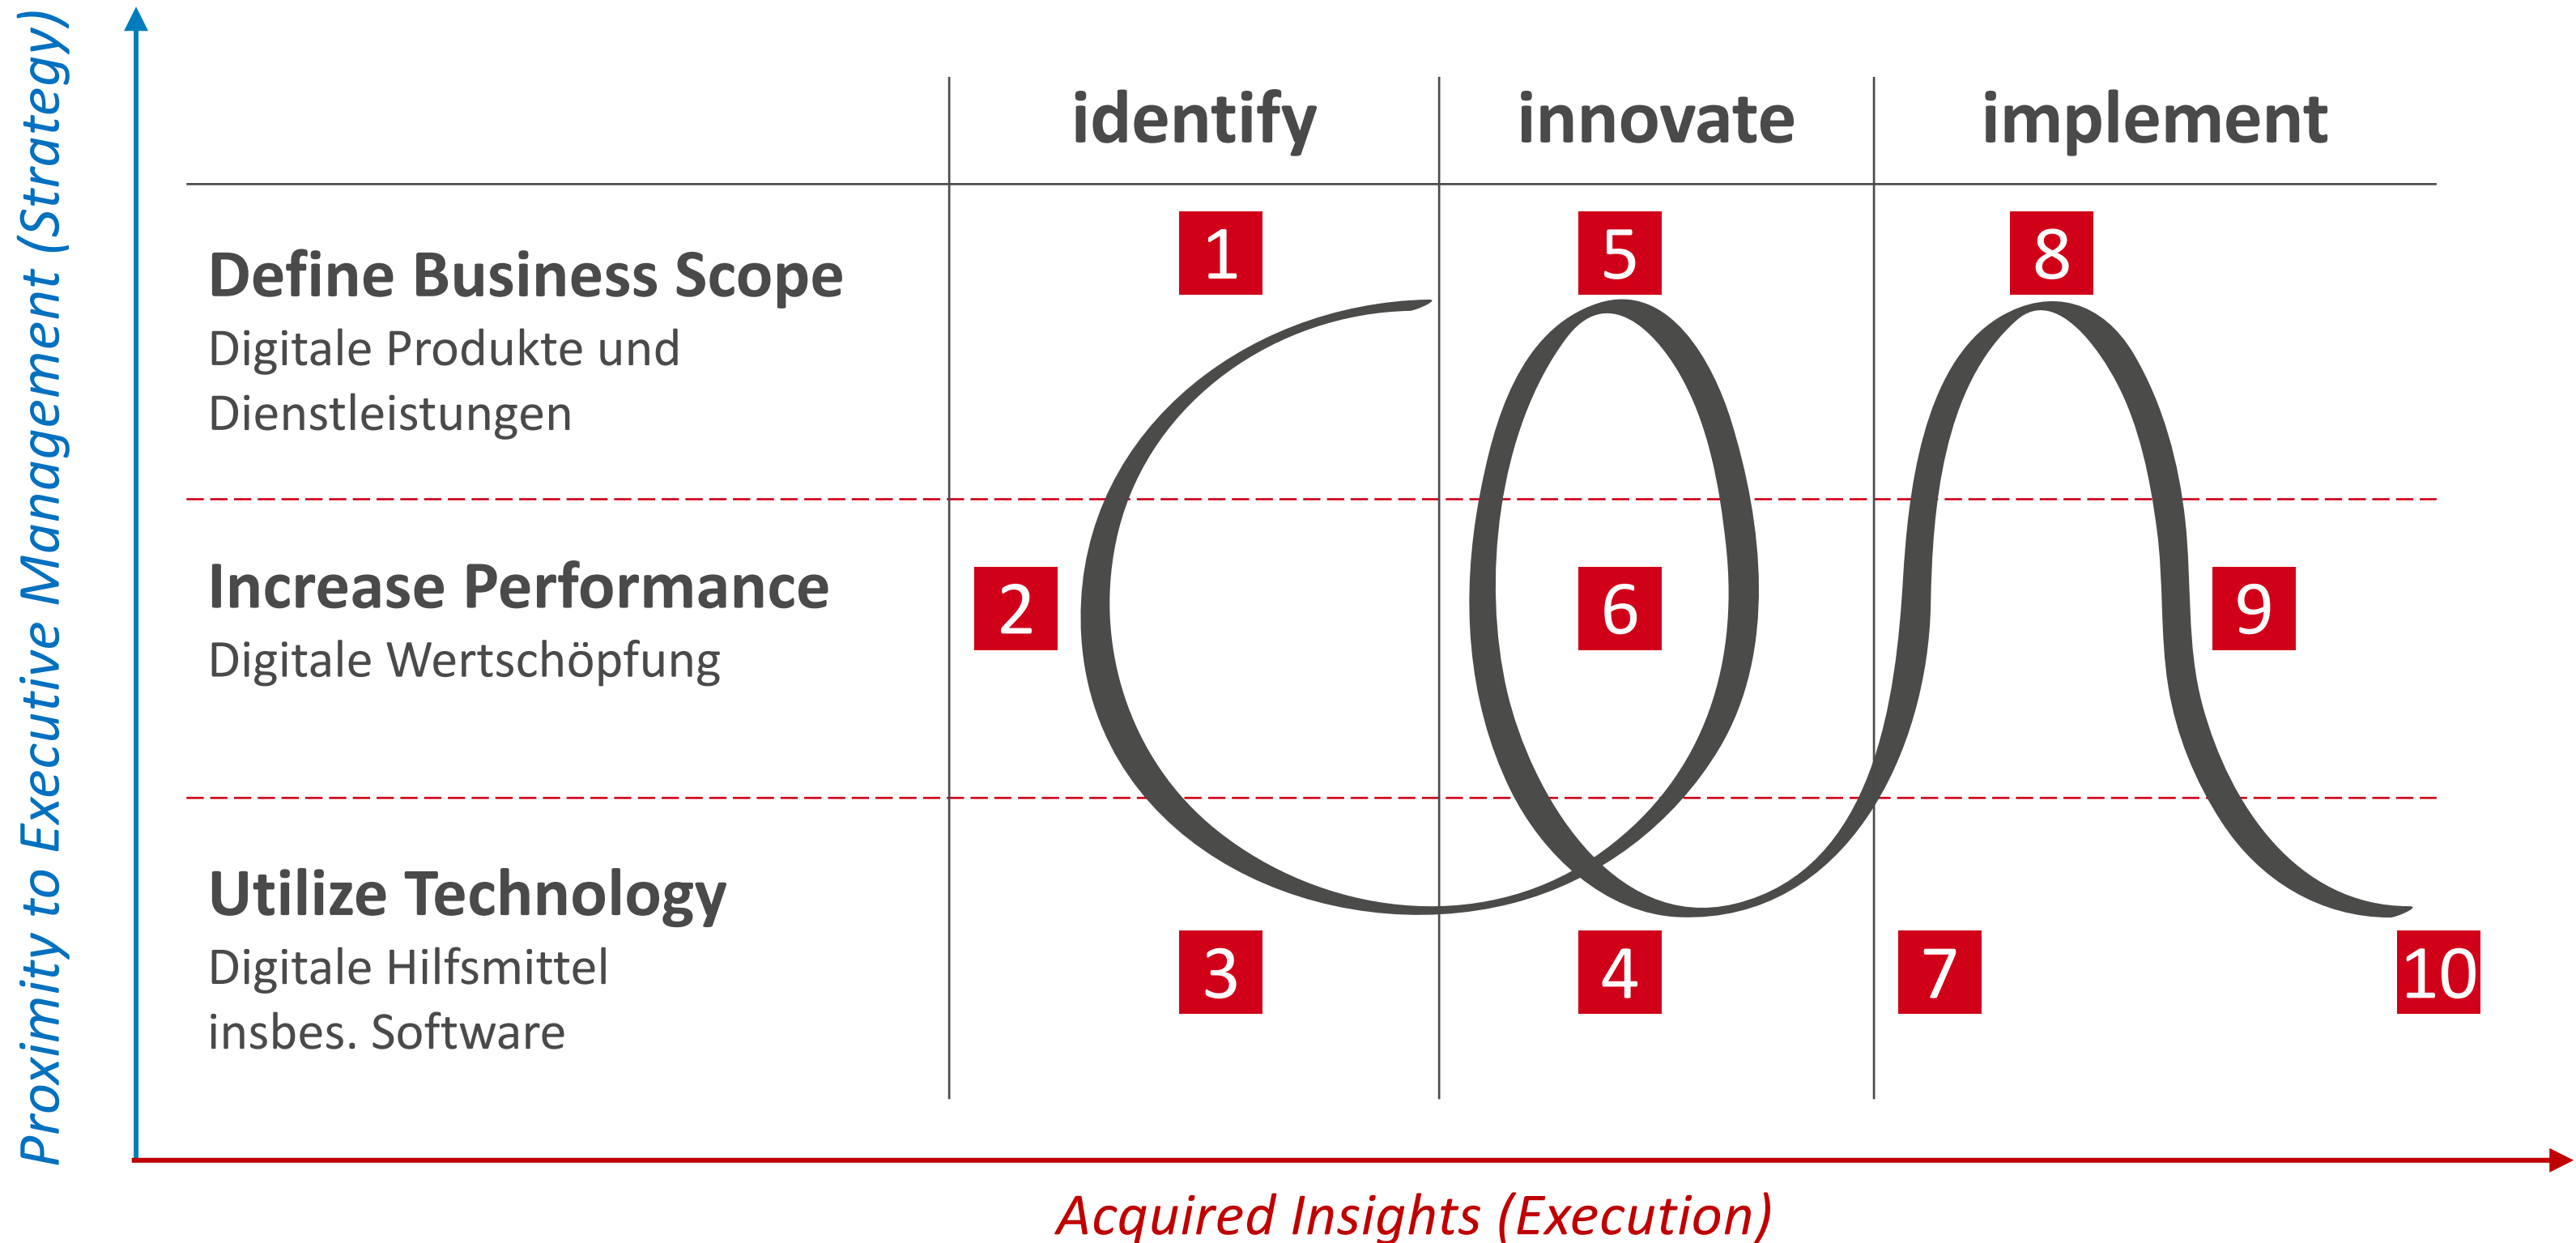 Proximity to Executive Management (Strategy)
identify
innovate
implement
Define Business Scope
Digitale Produkte und
Dienstleistungen
1
5
8
Increase Performance
Digitale Wertschöpfung
2
6
9
Utilize Technology
Digitale Hilfsmittel
insbes. Software
3
4
7
10
Acquired Insights (Execution)